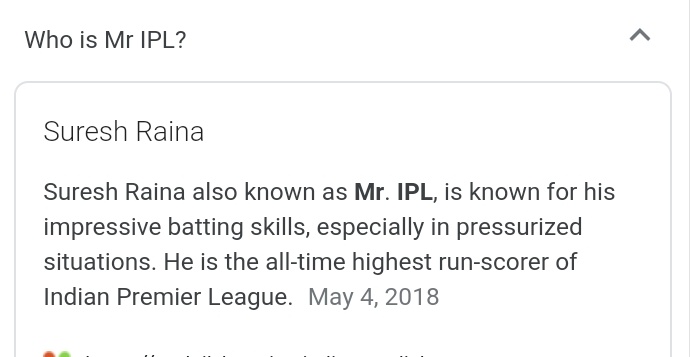 Who is Mr IPL?
Suresh Raina
Suresh Raina also known as Mr. IPL, is known for his
impressive batting skills, especially in pressurized
situations. He is the all-time highest run-scorer of
Indian Premier League. May 4, 2018